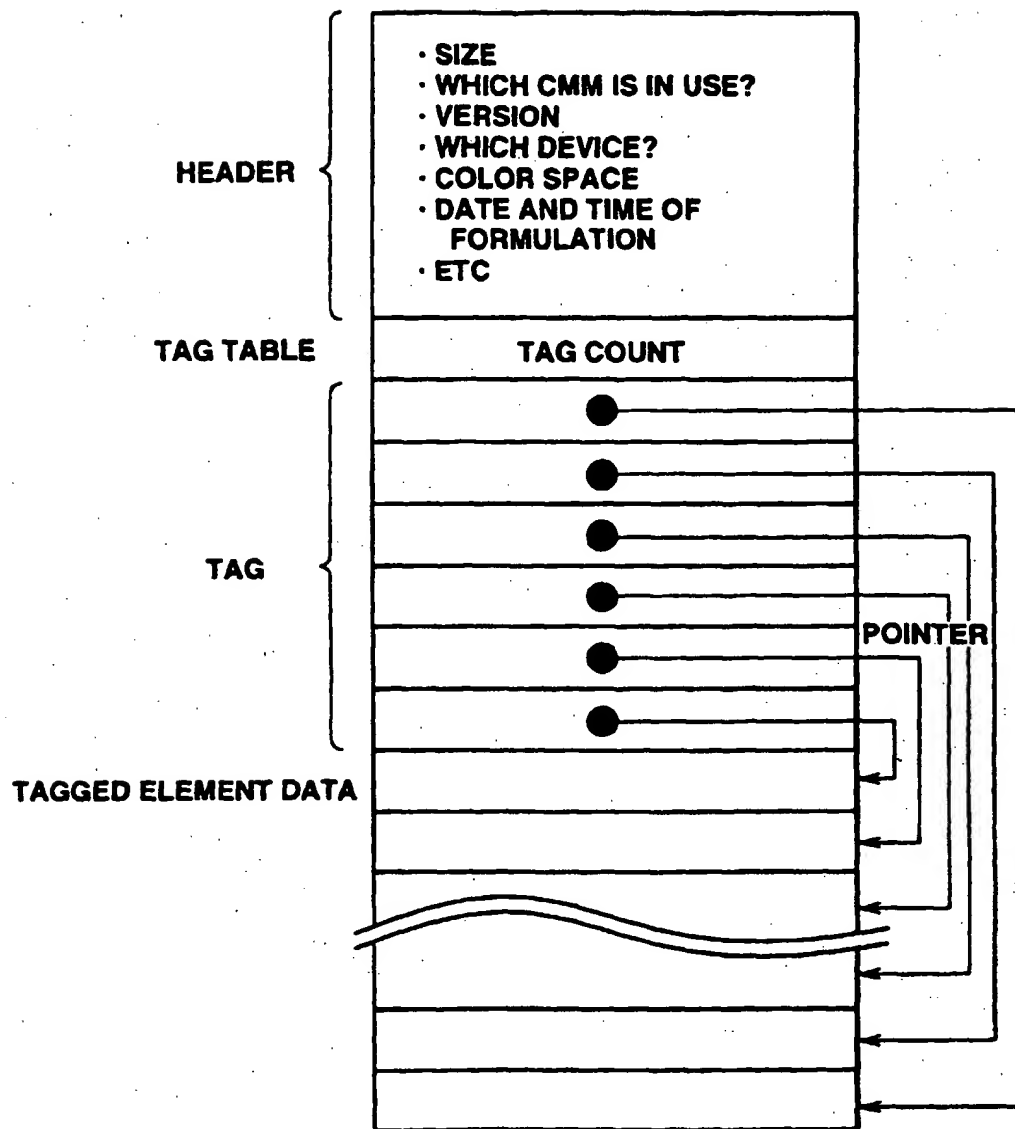 · SIZE
· WHICH CMM IS IN USE?
· VERSION
· WHICH DEVICE?
HEADER
· COLOR SPACE
· DATE AND TIME OF
FORMULATION
· ETC
TAG TABLE
TAG COUNT
TAG
POINTER
TAGGED ELEMENT DATA